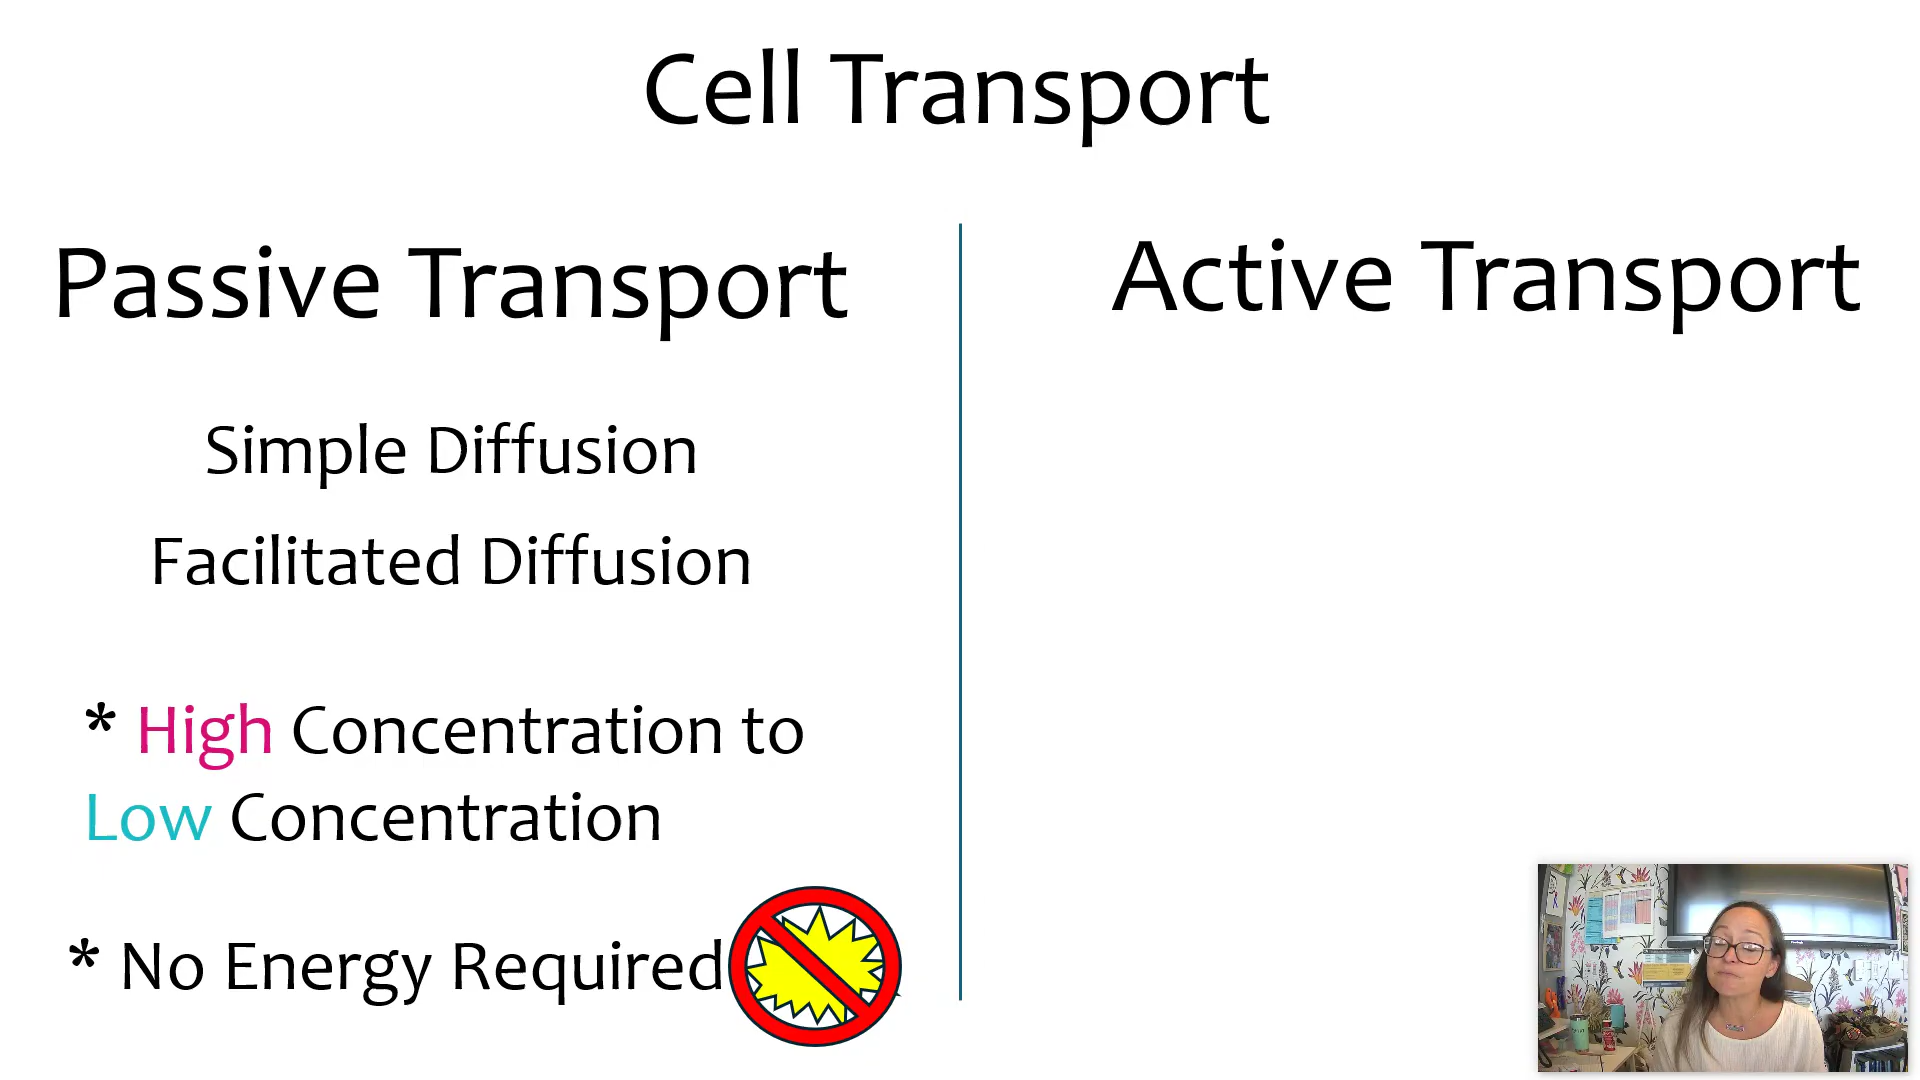 Cell Transport
Passive Transport
Simple Diffusion
Facilitated Diffusion
* High Concentration to
Low Concentration
* No Energy Required
Active Transport